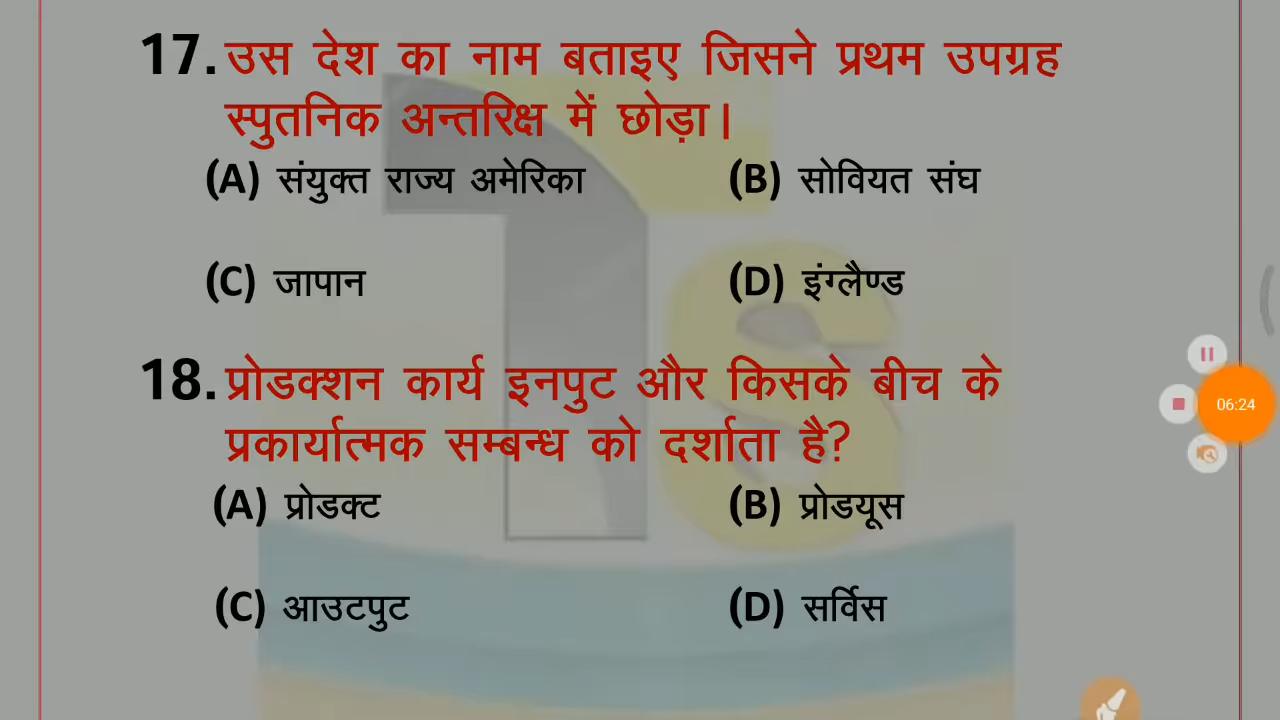 17. उस देश का नाम बताइए जिसने प्रथम उपग्रह
स्पुतनिक अन्तरिक्ष में छोड़ा।
(A) संयुक्त राज्य अमेरिका (B) सोवियत संघ
(C) जापान (D) इंग्लैण्ड
18. प्रोडक्शन कार्य इनपुट और किसके बीच के
प्रकार्यात्मक सम्बन्ध को दर्शाता है?
(A) प्रोडक्ट (B) प्रोडयूस
(C) आउटपुट (D) सर्विस
06:24